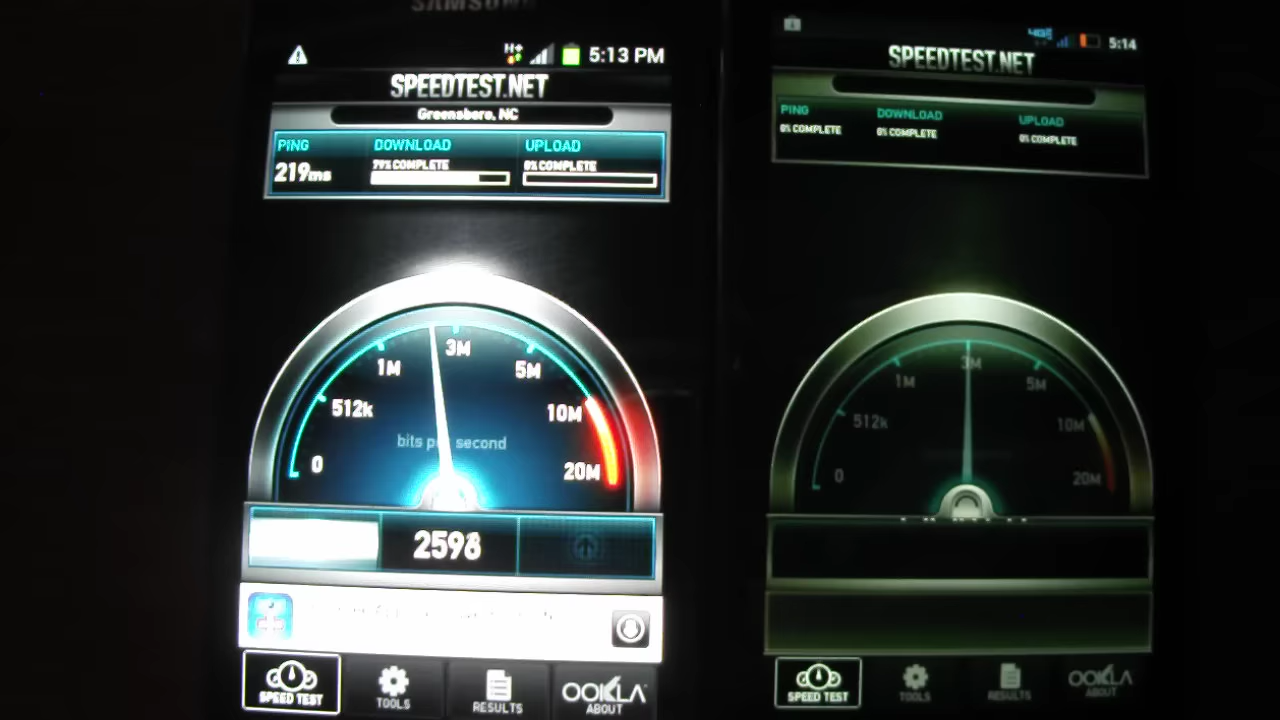 SAMSUNG
H+ 5:13 PM
SPEEDTEST.NET
Greensboro, NC
PING DOWNLOAD UPLOAD
219ms 79% COMPLETE 0% COMPLETE
0
512k
1M
3M
5M
10M
20M
bits per second
2598
SPEED TEST
TOOLS
RESULTS
OOKLA
ABOUT
4G 5:14
SPEEDTEST.NET
PING DOWNLOAD UPLOAD
0% COMPLETE 0% COMPLETE 0% COMPLETE
0
512k
1M
3M
5M
10M
20M
SPEED TEST
TOOLS
RESULTS
OOKLA
ABOUT